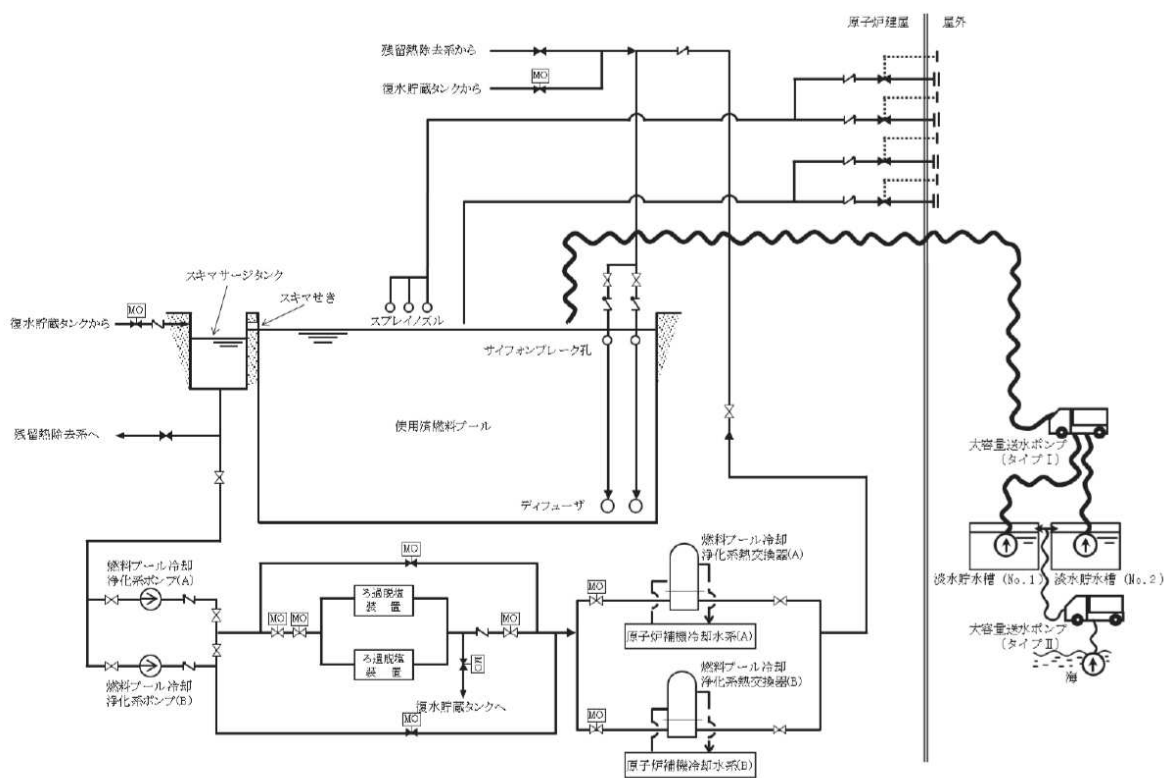 原子炉建屋
屋外
残留熱除去系から
MO
復水貯蔵タンクから
スキマサージタンク
スキマせき
MO
復水貯蔵タンクから
スプレイノズル
サイフォンブレーク孔
使用済燃料プール
残留熱除去系へ
ディフューザ
大容量送水ポンプ
(タイプⅠ)
淡水貯水槽 (No.1)
淡水貯水槽 (No.2)
大容量送水ポンプ
(タイプⅡ)
海
燃料プール冷却
浄化系ポンプ(A)
燃料プール冷却
浄化系ポンプ(B)
MO
ろ過脱塩
装置
MO
MO
MO
ろ過脱塩
装置
MO
復水貯蔵タンクへ
MO
燃料プール冷却
浄化系熱交換器(A)
MO
原子炉補機冷却水系(A)
燃料プール冷却
浄化系熱交換器(B)
MO
原子炉補機冷却水系(B)